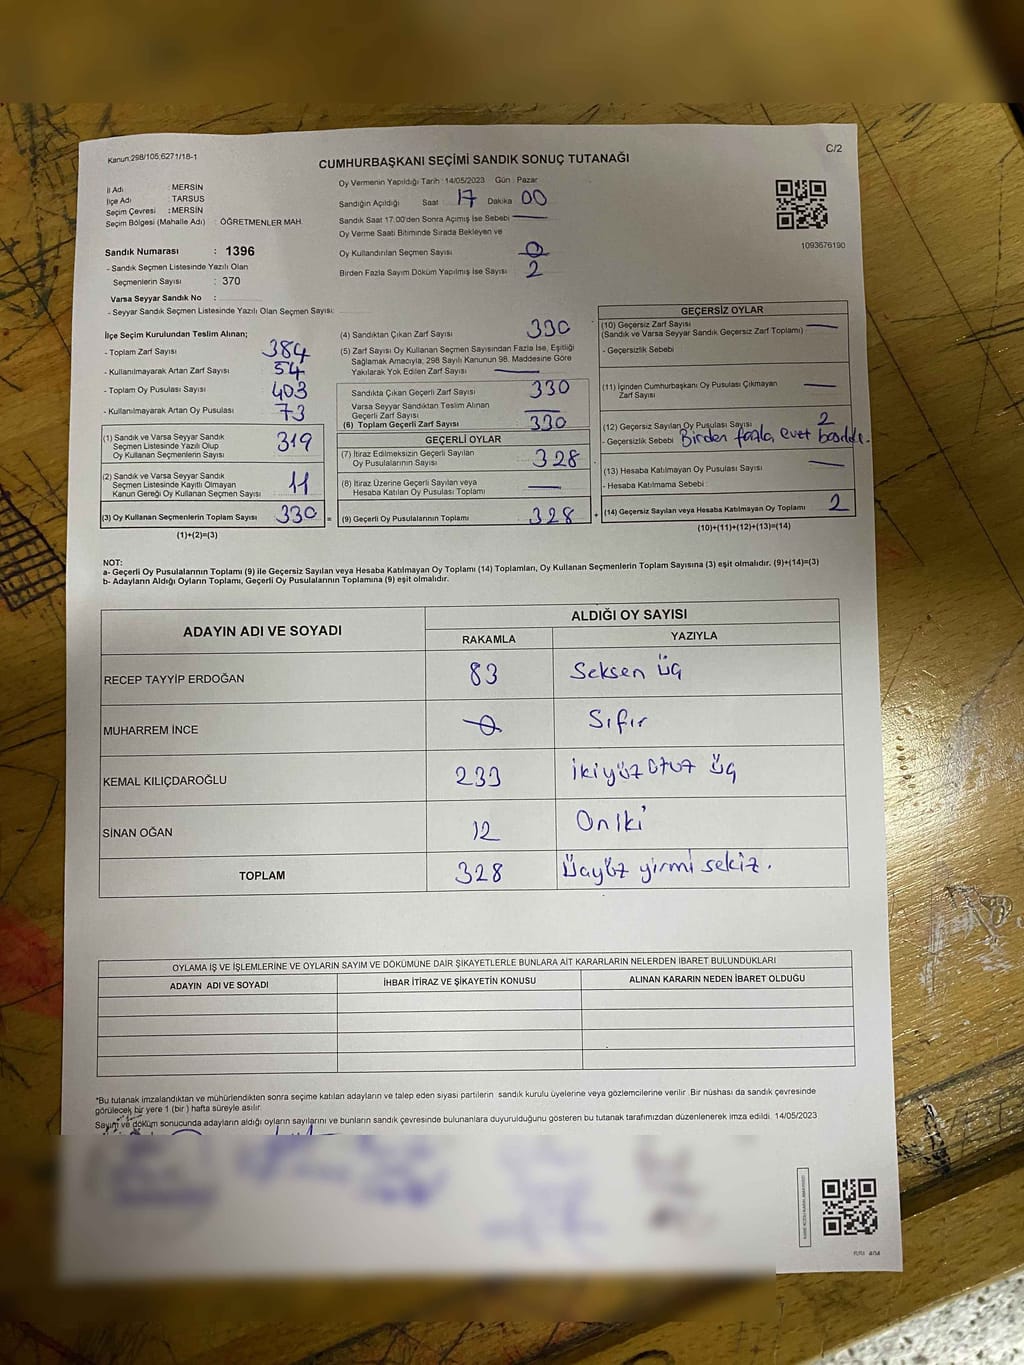 Kanun:298/105;6271/18-1
C/2
CUMHURBAŞKANI SEÇİMİ SANDIK SONUÇ TUTANAĞI
İl Adı : MERSİN
İlçe Adı : TARSUS
Seçim Çevresi : MERSİN
Seçim Bölgesi (Mahalle Adı) : ÖĞRETMENLER MAH.
Oy Vermenin Yapıldığı Tarih : 14/05/2023 Gün : Pazar
Sandığın Açıldığı Saat 17 Dakika 00
Sandık Saat 17:00'den Sonra Açımış İse Sebebi
Oy Verme Saati Bitiminde Sırada Bekleyen ve
Oy Kullandırılan Seçmen Sayısı 0
Birden Fazla Sayım Döküm Yapılmış İse Sayısı 2
1093676190
Sandık Numarası : 1396
- Sandık Seçmen Listesinde Yazılı Olan
Seçmenlerin Sayısı : 370
Varsa Seyyar Sandık No :
- Seyyar Sandık Seçmen Listesinde Yazılı Olan Seçmen Sayısı:
İlçe Seçim Kurulundan Teslim Alınan;
- Toplam Zarf Sayısı 384
- Kullanılmayarak Artan Zarf Sayısı 54
- Toplam Oy Pusulası Sayısı 403
- Kullanılmayarak Artan Oy Pusulası 73
(1) Sandık ve Varsa Seyyar Sandık
Seçmen Listesinde Yazılı Olup
Oy Kullanan Seçmenlerin Sayısı 319
(2) Sandık ve Varsa Seyyar Sandık
Seçmen Listesinde Kayıtlı Olmayan
Kanun Gereği Oy Kullanan Seçmen Sayısı 11
(3) Oy Kullanan Seçmenlerin Toplam Sayısı 330 =
(1)+(2)=(3)
(4) Sandıktan Çıkan Zarf Sayısı 330
(5) Zarf Sayısı Oy Kullanan Seçmen Sayısından Fazla İse, Eşitliği
Sağlamak Amacıyla, 298 Sayılı Kanunun 98. Maddesine Göre
Yakılarak Yok Edilen Zarf Sayısı
Sandıkta Çıkan Geçerli Zarf Sayısı 330
Varsa Seyyar Sandıktan Teslim Alınan
Geçerli Zarf Sayısı
(6) Toplam Geçerli Zarf Sayısı 330
GEÇERLİ OYLAR
(7) İtiraz Edilmeksizin Geçerli Sayılan
Oy Pusulalarının Sayısı 328
(8) İtiraz Üzerine Geçerli Sayılan veya
Hesaba Katılan Oy Pusulası Toplamı
(9) Geçerli Oy Pusulalarının Toplamı 328 +
GEÇERSİZ OYLAR
(10) Geçersiz Zarf Sayısı
(Sandık ve Varsa Seyyar Sandık Geçersiz Zarf Toplamı)
- Geçersizlik Sebebi
(11) İçinden Cumhurbaşkanı Oy Pusulası Çıkmayan
Zarf Sayısı
(12) Geçersiz Sayılan Oy Pusulası Sayısı 2
- Geçersizlik Sebebi Birden fazla evet basıldı.
(13) Hesaba Katılmayan Oy Pusulası Sayısı
- Hesaba Katılmama Sebebi :
(14) Geçersiz Sayılan veya Hesaba Katılmayan Oy Toplamı 2
(10)+(11)+(12)+(13)=(14)
NOT:
a- Geçerli Oy Pusulalarının Toplamı (9) ile Geçersiz Sayılan veya Hesaba Katılmayan Oy Toplamı (14) Toplamları, Oy Kullanan Seçmenlerin Toplam Sayısına (3) eşit olmalıdır. (9)+(14)=(3)
b- Adayların Aldığı Oyların Toplamı, Geçerli Oy Pusulalarının Toplamına (9) eşit olmalıdır.
ADAYIN ADI VE SOYADI
ALDIĞI OY SAYISI
RAKAMLA YAZIYLA
RECEP TAYYİP ERDOĞAN 83 Seksen üç
MUHARREM İNCE 0 Sıfır
KEMAL KILIÇDAROĞLU 233 ikiyüz otuz üç
SİNAN OĞAN 12 On iki
TOPLAM 328 Üçyüz yirmi sekiz.
OYLAMA İŞ VE İŞLEMLERİNE VE OYLARIN SAYIM VE DÖKÜMÜNE DAİR ŞİKAYETLERLE BUNLARA AİT KARARLARIN NELERDEN İBARET BULUNDUKLARI
ADAYIN ADI VE SOYADI İHBAR İTİRAZ VE ŞİKAYETİN KONUSU ALINAN KARARIN NEDEN İBARET OLDUĞU
*Bu tutanak imzalandıktan ve mühürlendikten sonra seçime katılan adayların ve talep eden siyasi partilerin sandık kurulu üyelerine veya gözlemcilerine verilir. Bir nüshası da sandık çevresinde
görülecek bir yere 1 (bir ) hafta süreyle asılır.
Sayım ve döküm sonucunda adayların aldığı oyların sayılarını ve bunların sandık çevresinde bulunanlara duyurulduğunu gösteren bu tutanak tarafımızdan düzenlenerek imza edildi. 14/05/2023